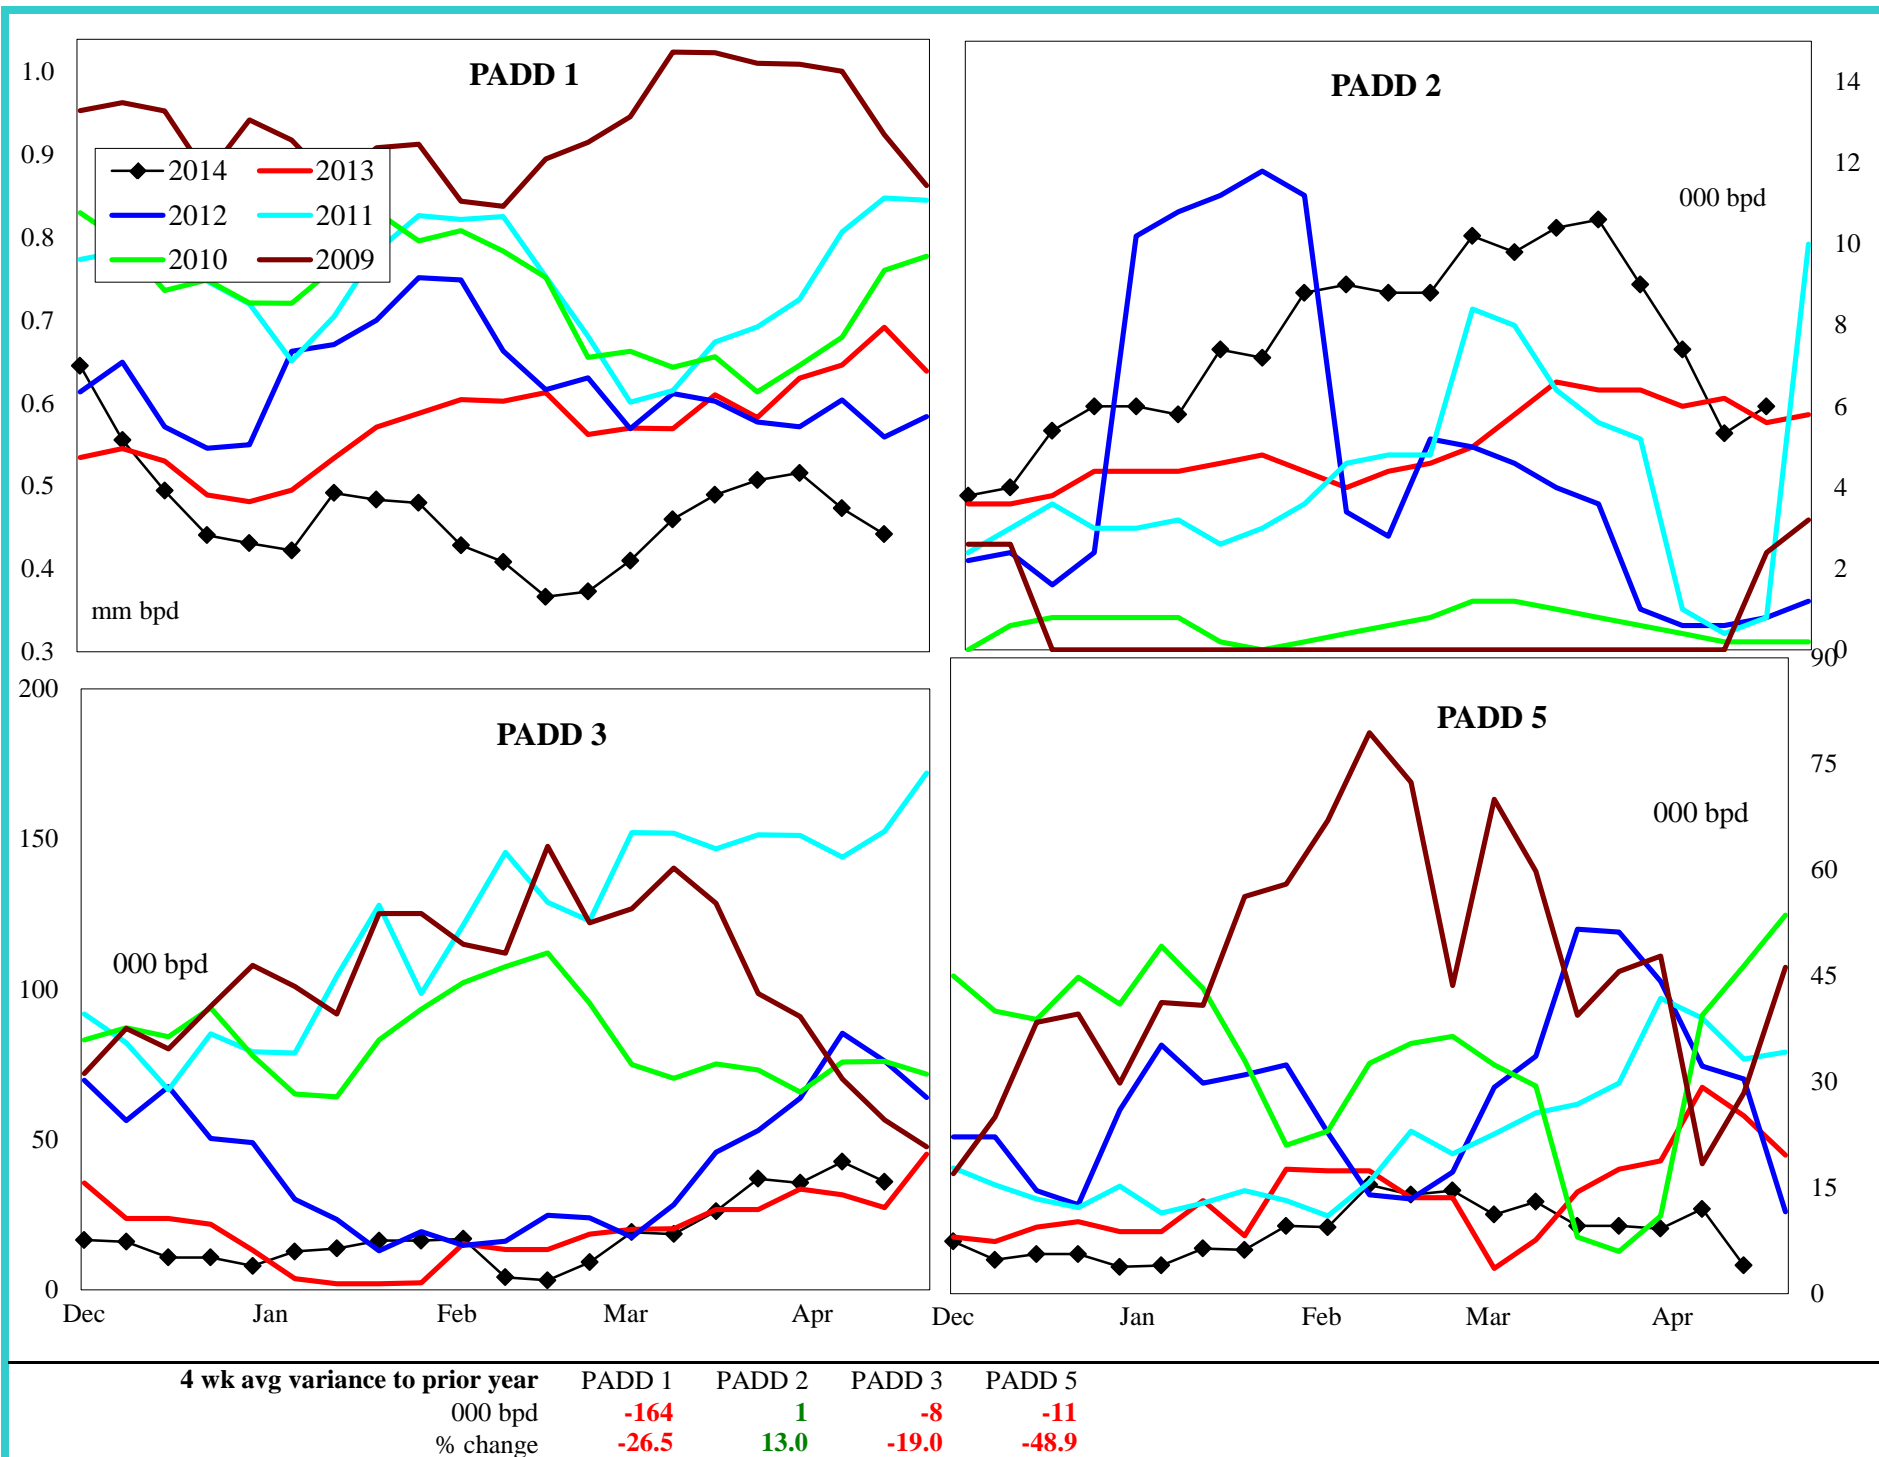 PADD 1
1.0
0.9
0.8
0.7
0.6
0.5
0.4
0.3
2014 2013
2012 2011
2010 2009
mm bpd
PADD 2
000 bpd
14
12
10
8
6
4
2
0
PADD 3
200
150
100
50
0
000 bpd
Dec Jan Feb Mar Apr
PADD 5
90
75
60
45
30
15
0
000 bpd
Dec Jan Feb Mar Apr
4 wk avg variance to prior year PADD 1 PADD 2 PADD 3 PADD 5
000 bpd -164 1 -8 -11
% change -26.5 13.0 -19.0 -48.9